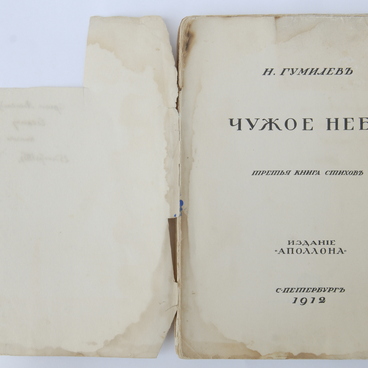 Н. ГУМИЛЕВЪ
ЧУЖОЕ НЕБ
ТРЕТЬЯ КНИГА СТИХОВЪ
ИЗДАНІЕ
-АПОЛЛОНА-
С-ПЕТЕРБУРГЪ
1912